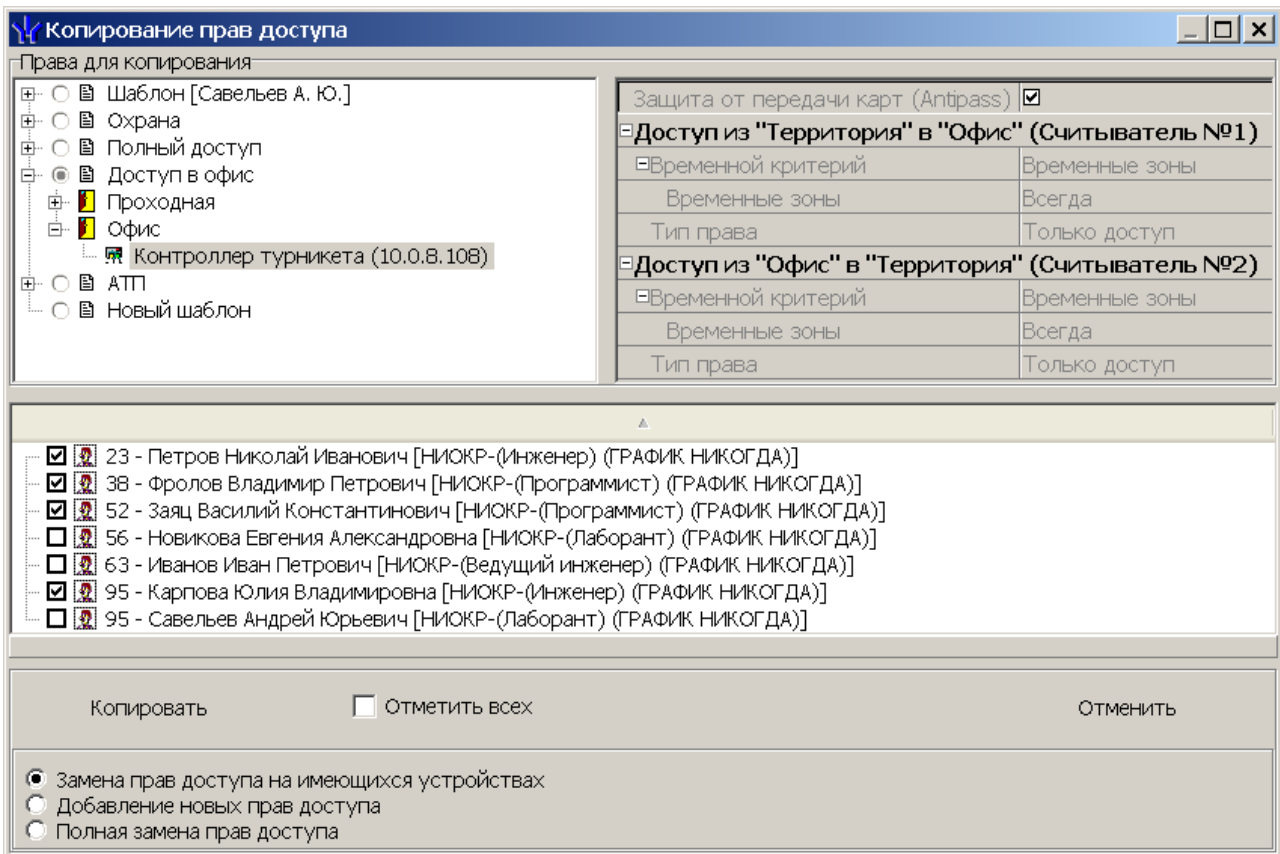 Копирование прав доступа
Права для копирования
Шаблон [Савельев А. Ю.]
Охрана
Полный доступ
Доступ в офис
Проходная
Офис
Контроллер турникета (10.0.8.108)
АТП
Новый шаблон
Защита от передачи карт (Antipass)
Доступ из "Территория" в "Офис" (Считыватель №1)
Временной критерий Временные зоны
Временные зоны Всегда
Тип права Только доступ
Доступ из "Офис" в "Территория" (Считыватель №2)
Временной критерий Временные зоны
Временные зоны Всегда
Тип права Только доступ
23 - Петров Николай Иванович [НИОКР-(Инженер) (ГРАФИК НИКОГДА)]
38 - Фролов Владимир Петрович [НИОКР-(Программист) (ГРАФИК НИКОГДА)]
52 - Заяц Василий Константинович [НИОКР-(Программист) (ГРАФИК НИКОГДА)]
56 - Новикова Евгения Александровна [НИОКР-(Лаборант) (ГРАФИК НИКОГДА)]
63 - Иванов Иван Петрович [НИОКР-(Ведущий инженер) (ГРАФИК НИКОГДА)]
95 - Карпова Юлия Владимировна [НИОКР-(Инженер) (ГРАФИК НИКОГДА)]
95 - Савельев Андрей Юрьевич [НИОКР-(Лаборант) (ГРАФИК НИКОГДА)]
Копировать Отметить всех Отменить
Замена прав доступа на имеющихся устройствах
Добавление новых прав доступа
Полная замена прав доступа